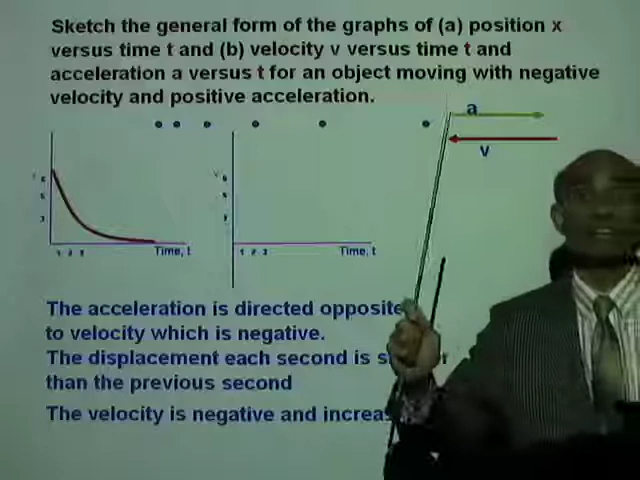 Sketch the general form of the graphs of (a) position x
versus time t and (b) velocity v versus time t and
acceleration a versus t for an object moving with negative
velocity and positive acceleration.
a
v
Time, t
Time, t
The acceleration is directed opposite
to velocity which is negative.
The displacement each second is
than the previous second
The velocity is negative and